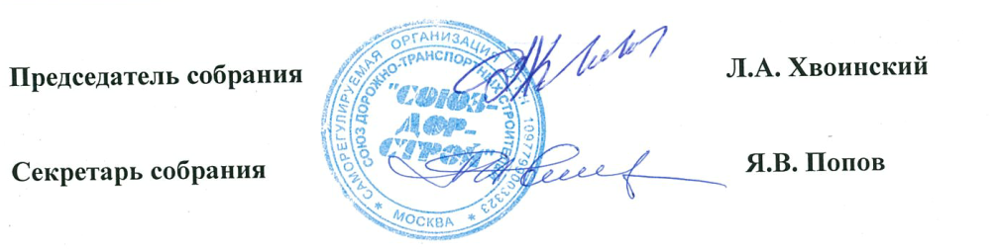 Председатель собрания Л.А. Хвоинский
САМОРЕГУЛИРУЕМАЯ ОРГАНИЗАЦИЯ
СОЮЗ ДОРОЖНО-ТРАНСПОРТНЫХ СТРОИТЕЛЕЙ
"СОЮЗ-
ДОР-
СТРОЙ"
* МОСКВА *
Секретарь собрания Я.В. Попов